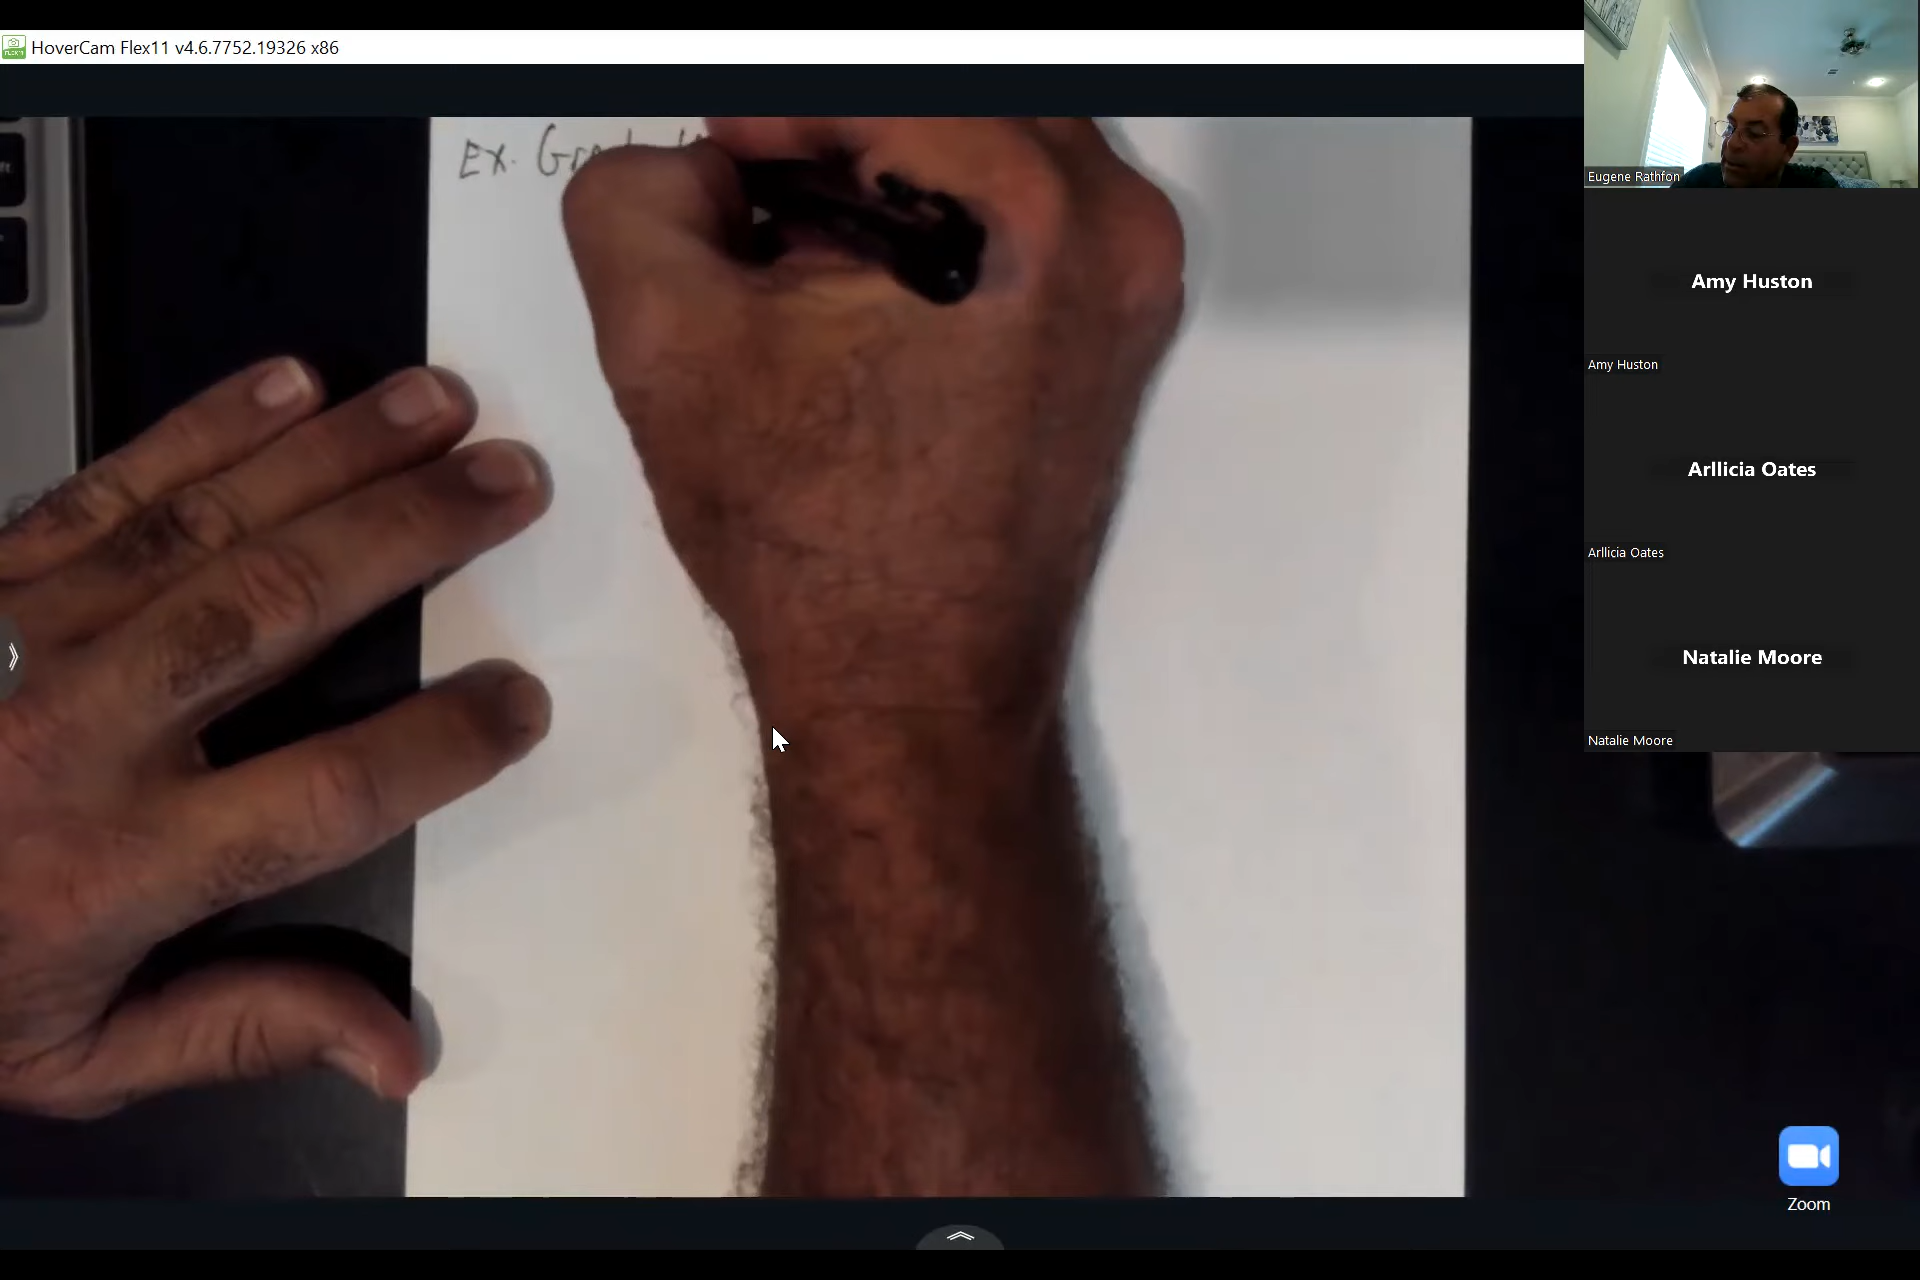 HoverCam Flex11 v4.6.7752.19326 x86
Ex.
Eugene Rathfon
Amy Huston
Amy Huston
Arllicia Oates
Arllicia Oates
Natalie Moore
Natalie Moore
Zoom